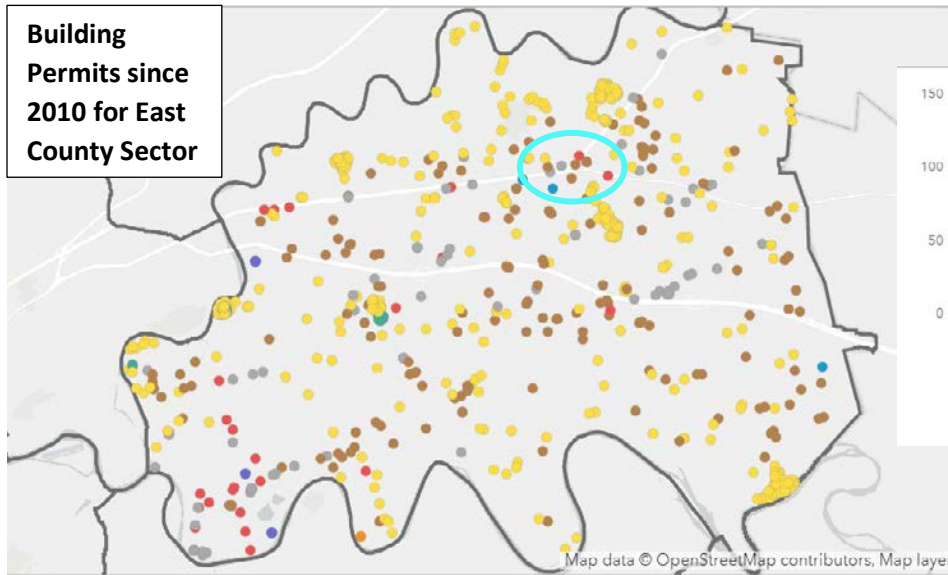 Building
Permits since
2010 for East
County Sector
150
100
50
0
Map data © OpenStreetMap contributors, Map laye